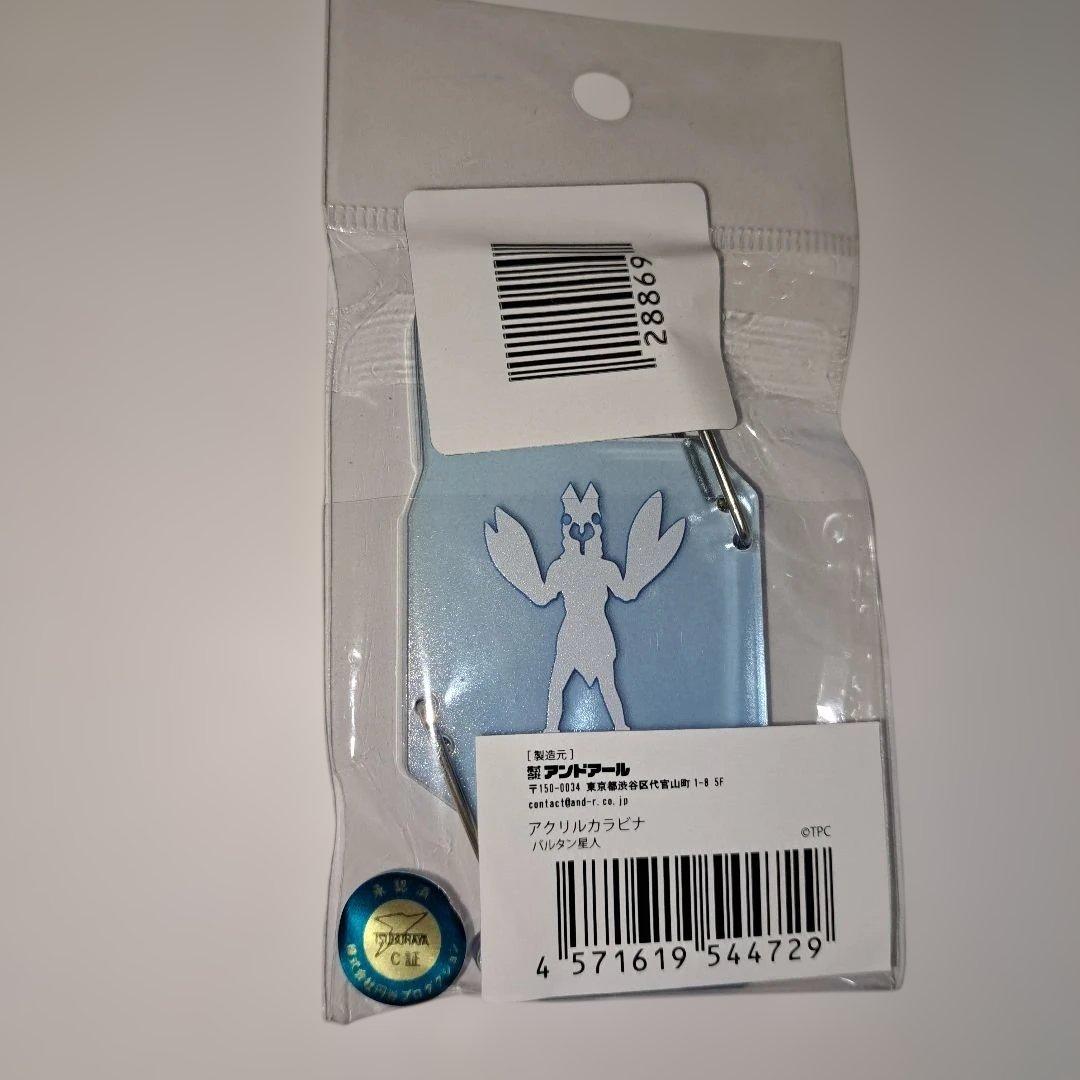 28869
[製造元]
株式会社アンドアール
〒150-0034 東京都渋谷区代官山町1-8 5F
contact@and-r.co.jp
アクリルカラビナ
©TPC
バルタン星人
4 571619 544729
承認済
TSUBURAYA
C証
株式会社円谷プロダクション